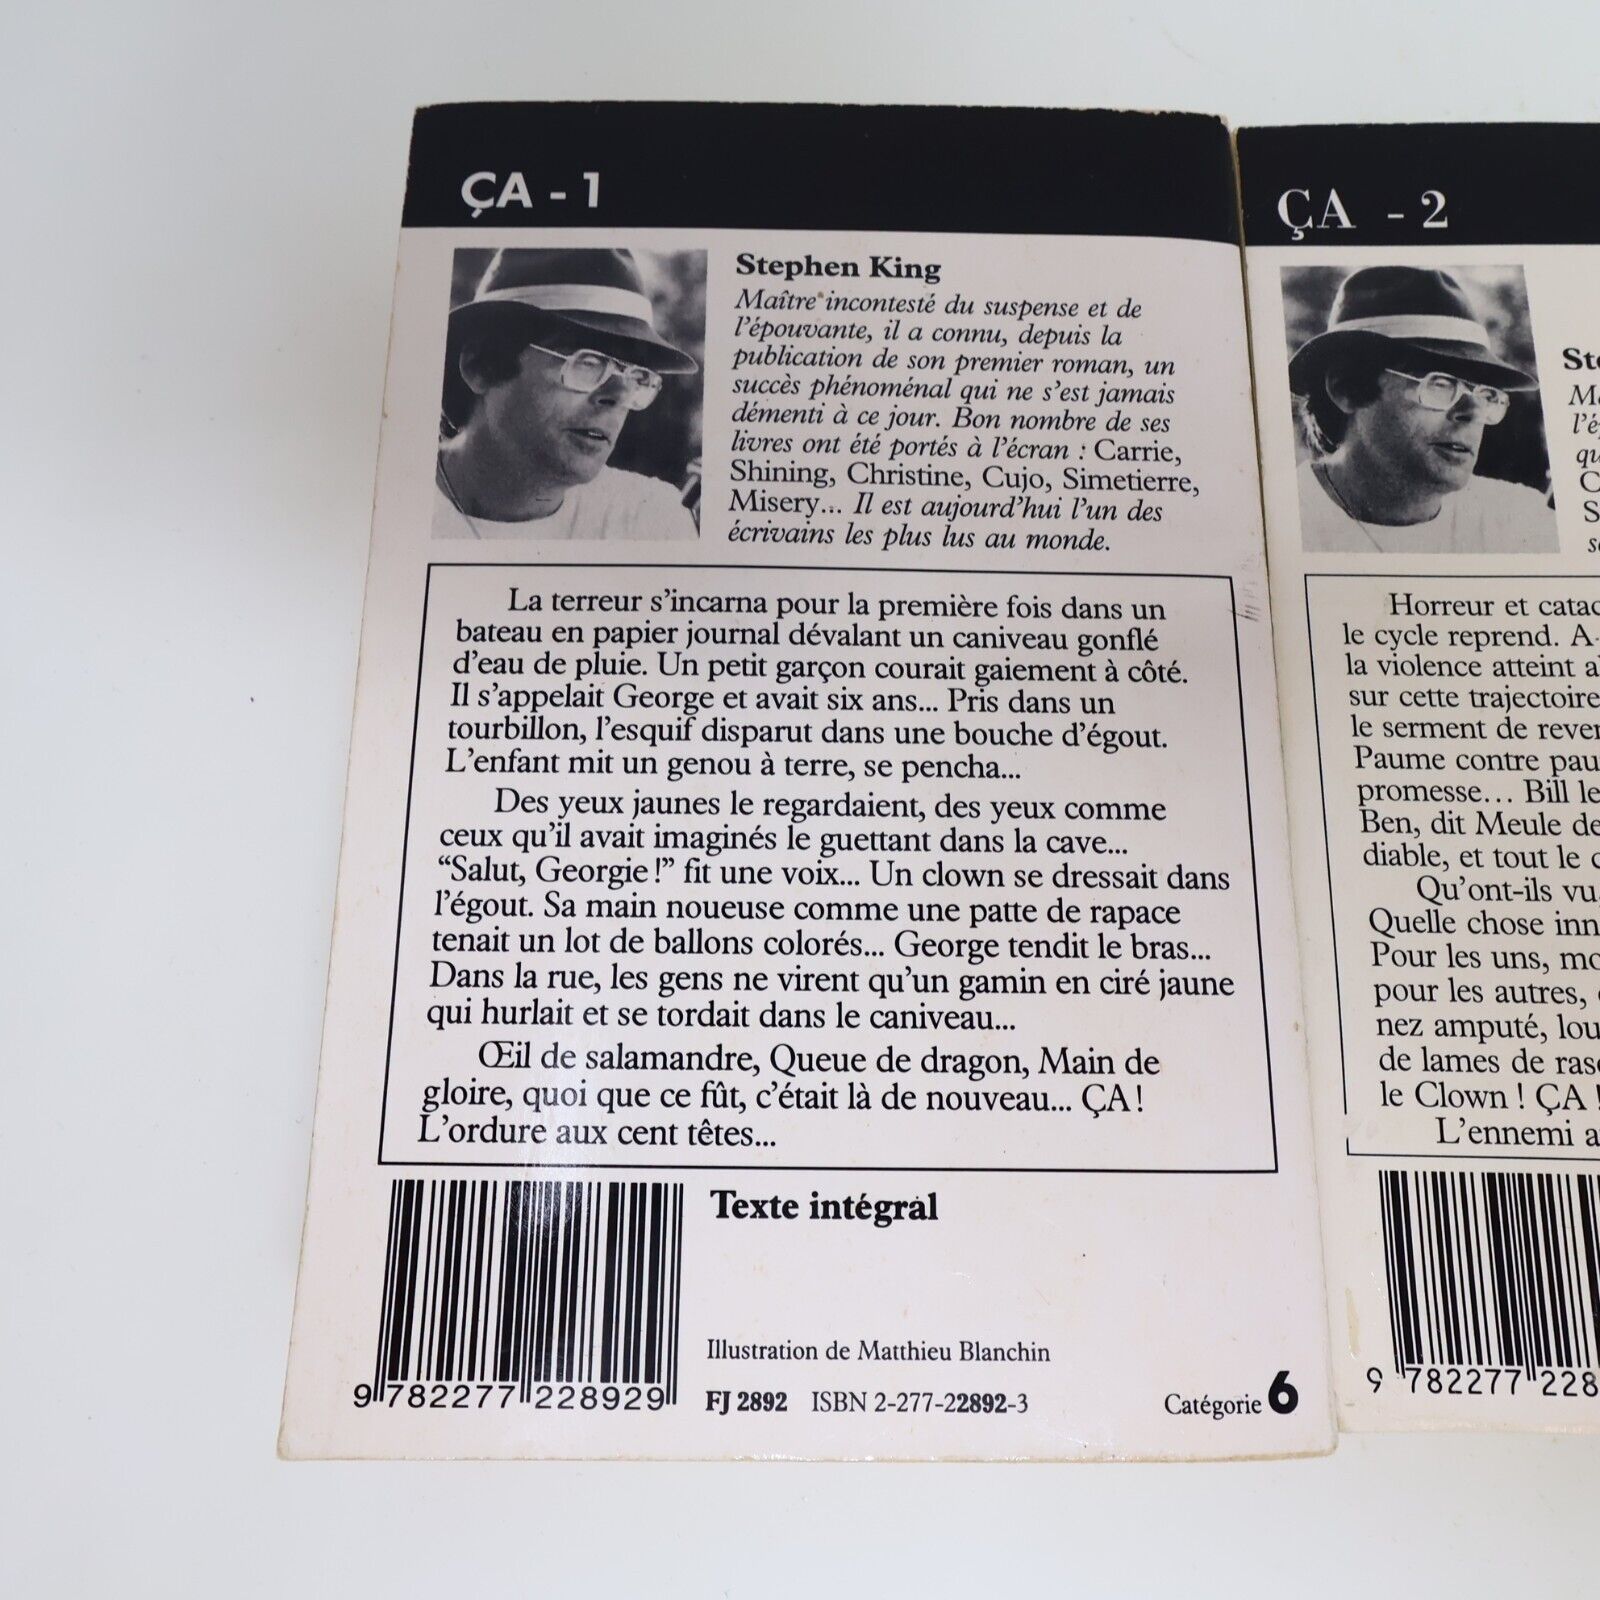 ÇA - 1
Stephen King
Maître incontesté du suspense et de
l'épouvante, il a connu, depuis la
publication de son premier roman, un
succès phénoménal qui ne s'est jamais
démenti à ce jour. Bon nombre de ses
livres ont été portés à l'écran : Carrie,
Shining, Christine, Cujo, Simetierre,
Misery... Il est aujourd'hui l'un des
écrivains les plus lus au monde.
La terreur s'incarna pour la première fois dans un
bateau en papier journal dévalant un caniveau gonflé
d'eau de pluie. Un petit garçon courait gaiement à côté.
Il s'appelait George et avait six ans... Pris dans un
tourbillon, l'esquif disparut dans une bouche d'égout.
L'enfant mit un genou à terre, se pencha...
Des yeux jaunes le regardaient, des yeux comme
ceux qu'il avait imaginés le guettant dans la cave...
“Salut, Georgie !” fit une voix... Un clown se dressait dans
l'égout. Sa main noueuse comme une patte de rapace
tenait un lot de ballons colorés... George tendit le bras...
Dans la rue, les gens ne virent qu'un gamin en ciré jaune
qui hurlait et se tordait dans le caniveau...
Œil de salamandre, Queue de dragon, Main de
gloire, quoi que ce fût, c'était là de nouveau... ÇA !
L'ordure aux cent têtes...
Texte intégral
Illustration de Matthieu Blanchin
9 782277 228929
FJ 2892 ISBN 2-277-22892-3
Catégorie 6
ÇA - 2
Horreur et
le cycle reprend.
la violence atteint
sur cette trajectoire
le serment de
Paume contre
promesse... Bill
Ben, dit Meule de
diable, et tout le
Qu'ont-ils vu,
Quelle chose
Pour les uns,
pour les autres,
nez amputé,
de lames de
le Clown ! ÇA !
L'ennemi
9 782277 228